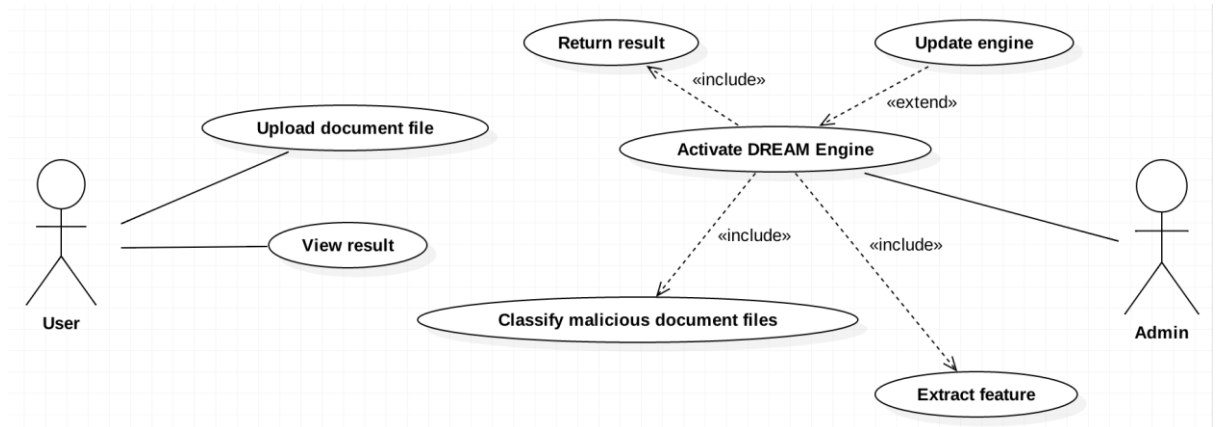 Return result
Update engine
«include»
«extend»
Upload document file
Activate DREAM Engine
View result
«include»
«include»
User
Classify malicious document files
Admin
Extract feature